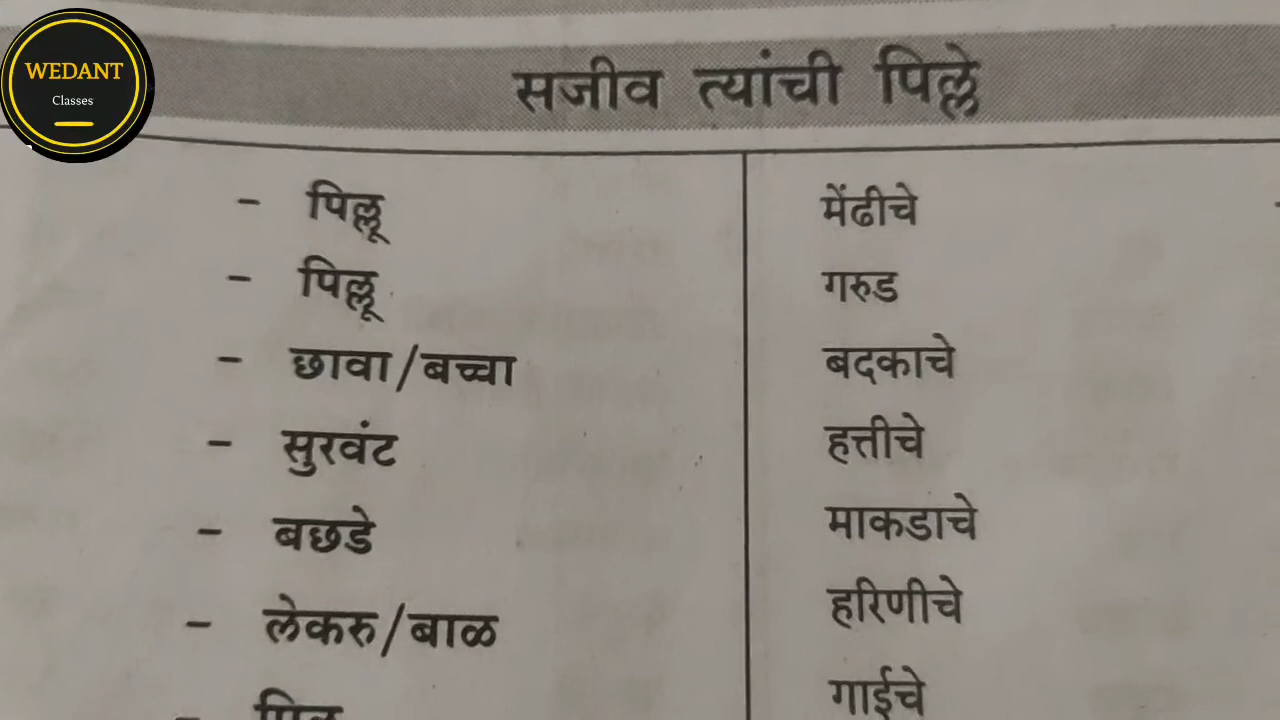 WEDANT
Classes
सजीव त्यांची पिल्ले
- पिल्लू
- पिल्लू
- छावा/बच्चा
- सुरवंट
- बछडे
- लेकरु/बाळ
मेंढीचे
गरुड
बदकाचे
हत्तीचे
माकडाचे
हरिणीचे
गाईचे